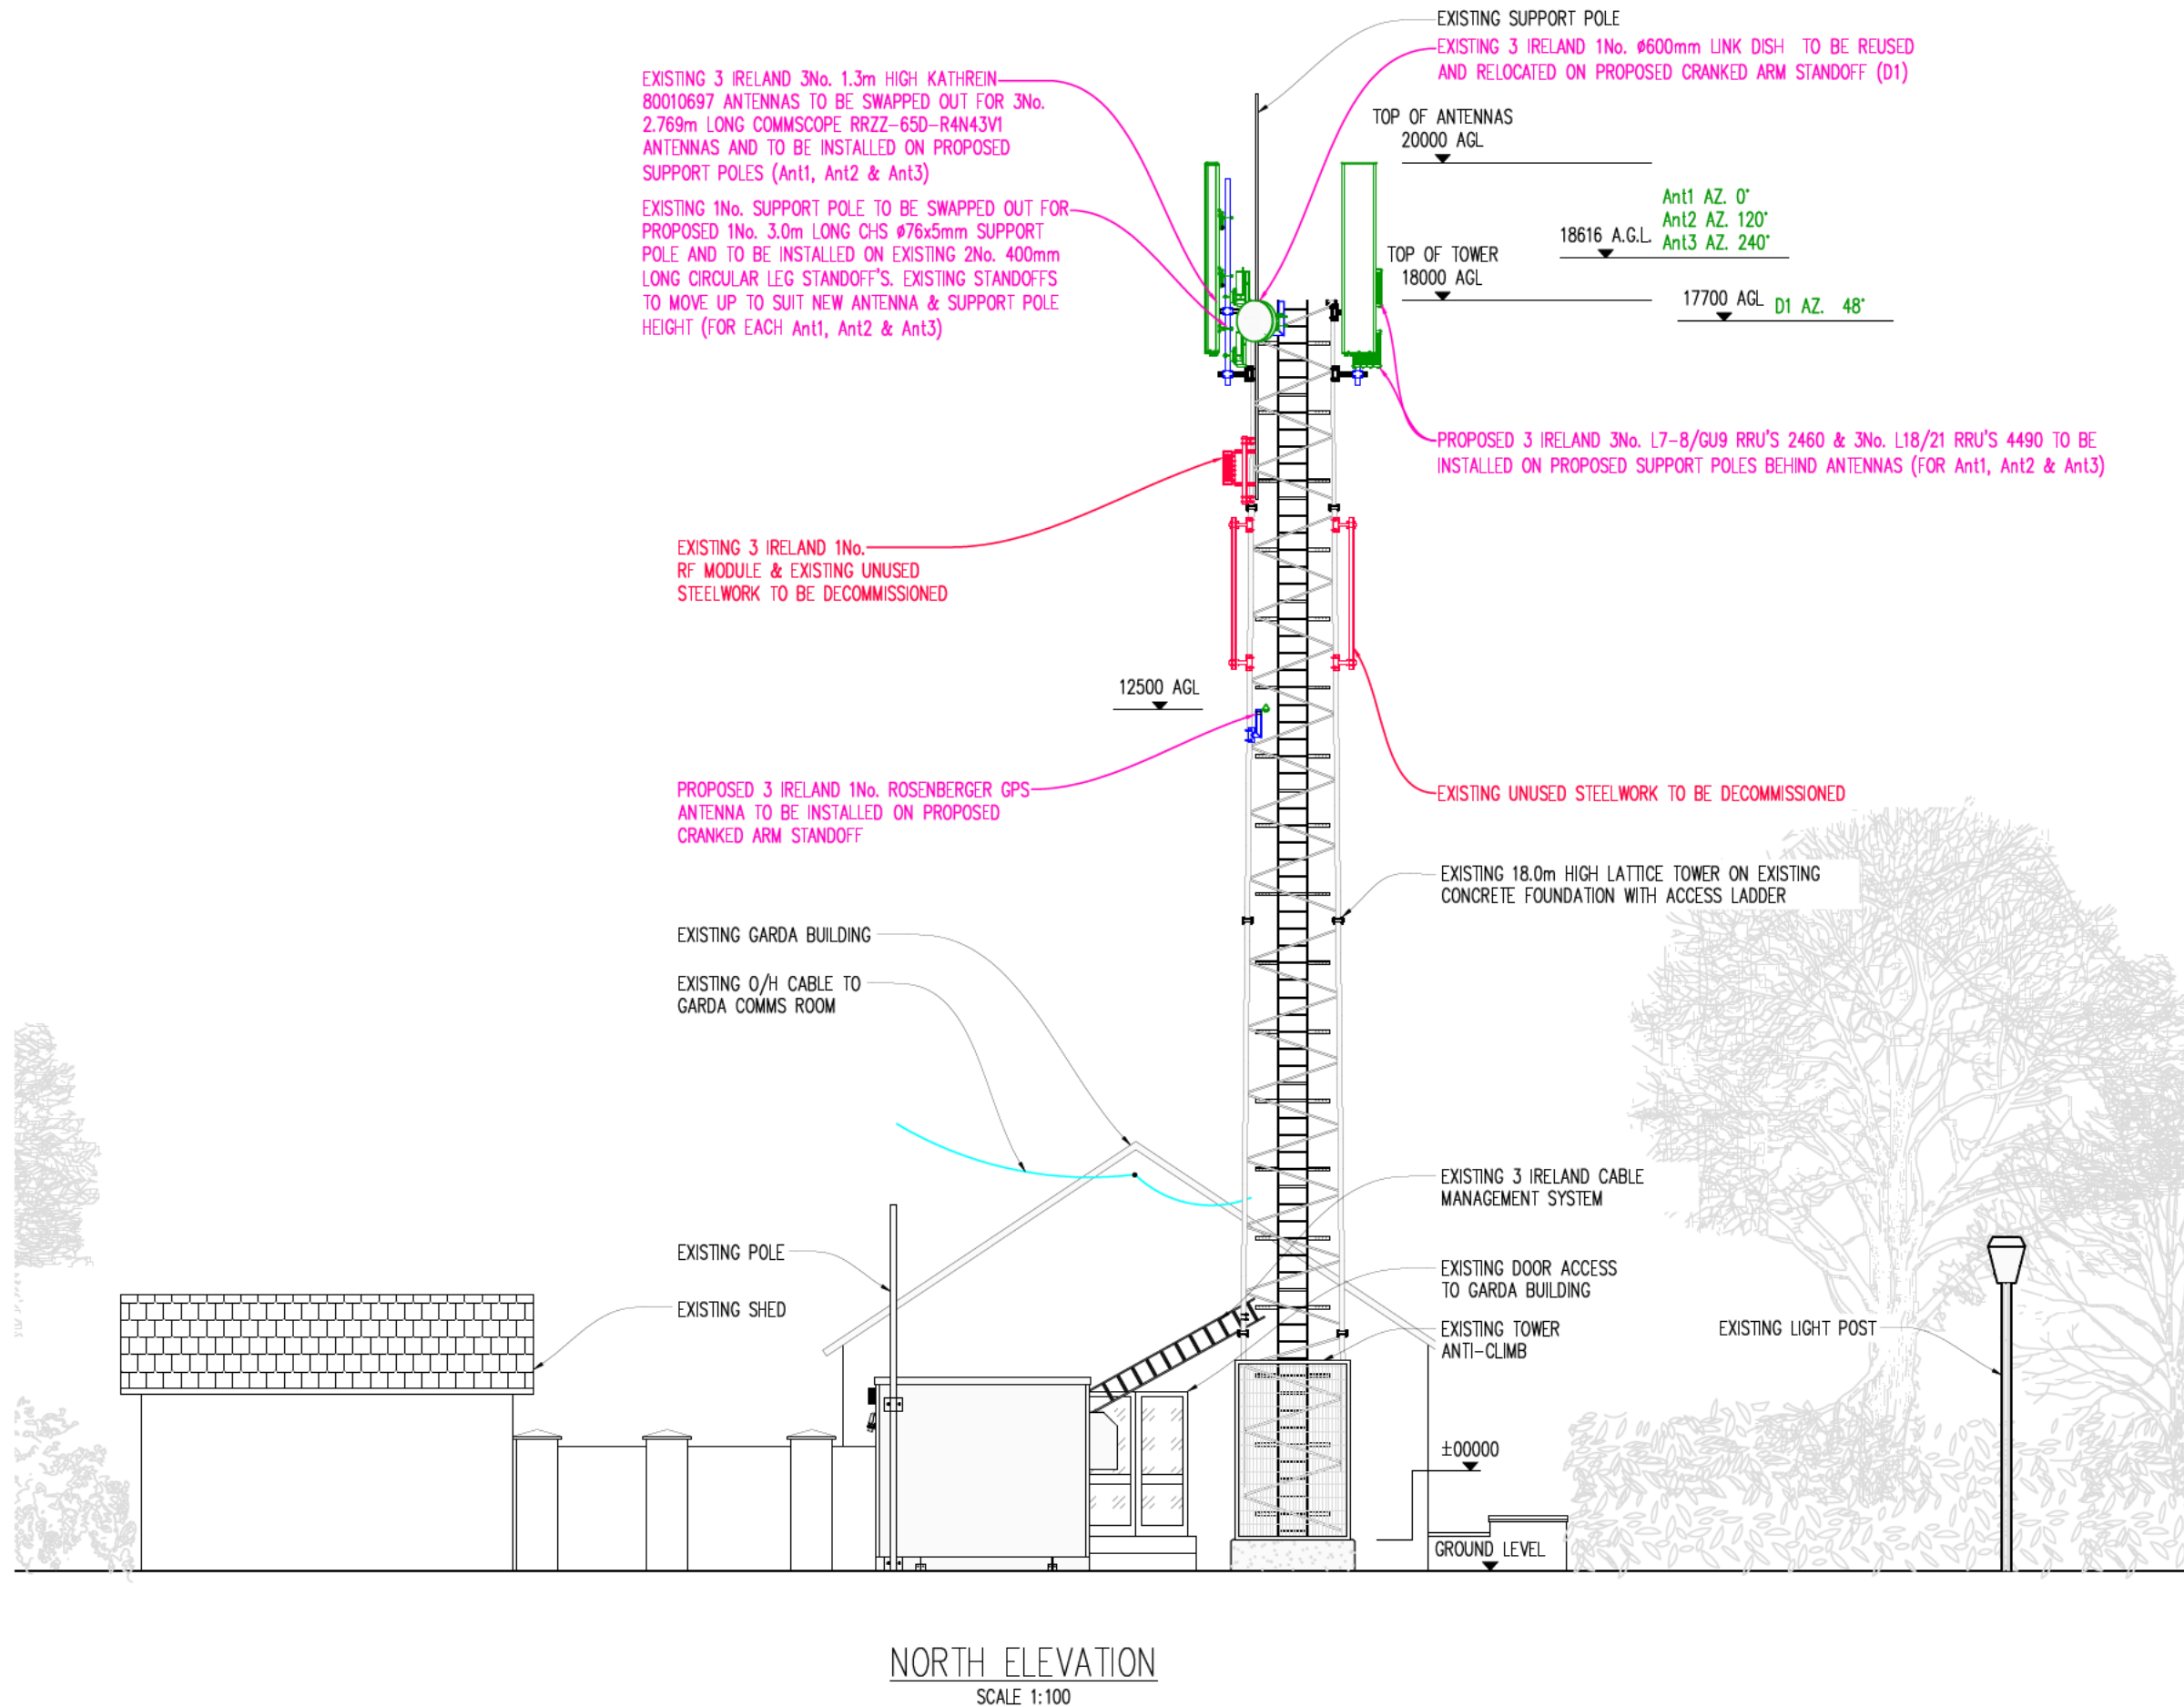 EXISTING SUPPORT POLE
EXISTING 3 IRELAND 1No. ø600mm LINK DISH TO BE REUSED
AND RELOCATED ON PROPOSED CRANKED ARM STANDOFF (D1)
EXISTING 3 IRELAND 3No. 1.3m HIGH KATHREIN
80010697 ANTENNAS TO BE SWAPPED OUT FOR 3No.
2.769m LONG COMMSCOPE RRZZ-65D-R4N43V1
ANTENNAS AND TO BE INSTALLED ON PROPOSED
SUPPORT POLES (Ant1, Ant2 & Ant3)
TOP OF ANTENNAS
20000 AGL
EXISTING 1No. SUPPORT POLE TO BE SWAPPED OUT FOR
PROPOSED 1No. 3.0m LONG CHS ø76x5mm SUPPORT
POLE AND TO BE INSTALLED ON EXISTING 2No. 400mm
LONG CIRCULAR LEG STANDOFF'S. EXISTING STANDOFFS
TO MOVE UP TO SUIT NEW ANTENNA & SUPPORT POLE
HEIGHT (FOR EACH Ant1, Ant2 & Ant3)
Ant1 AZ. 0°
Ant2 AZ. 120°
18616 A.G.L. Ant3 AZ. 240°
TOP OF TOWER
18000 AGL
17700 AGL D1 AZ. 48°
PROPOSED 3 IRELAND 3No. L7-8/GU9 RRU'S 2460 & 3No. L18/21 RRU'S 4490 TO BE
INSTALLED ON PROPOSED SUPPORT POLES BEHIND ANTENNAS (FOR Ant1, Ant2 & Ant3)
EXISTING 3 IRELAND 1No.
RF MODULE & EXISTING UNUSED
STEELWORK TO BE DECOMMISSIONED
12500 AGL
PROPOSED 3 IRELAND 1No. ROSENBERGER GPS
ANTENNA TO BE INSTALLED ON PROPOSED
CRANKED ARM STANDOFF
EXISTING UNUSED STEELWORK TO BE DECOMMISSIONED
EXISTING 18.0m HIGH LATTICE TOWER ON EXISTING
CONCRETE FOUNDATION WITH ACCESS LADDER
EXISTING GARDA BUILDING
EXISTING O/H CABLE TO
GARDA COMMS ROOM
EXISTING 3 IRELAND CABLE
MANAGEMENT SYSTEM
EXISTING POLE
EXISTING DOOR ACCESS
TO GARDA BUILDING
EXISTING SHED
EXISTING TOWER
ANTI-CLIMB
EXISTING LIGHT POST
±00000
GROUND LEVEL
NORTH ELEVATION
SCALE 1:100